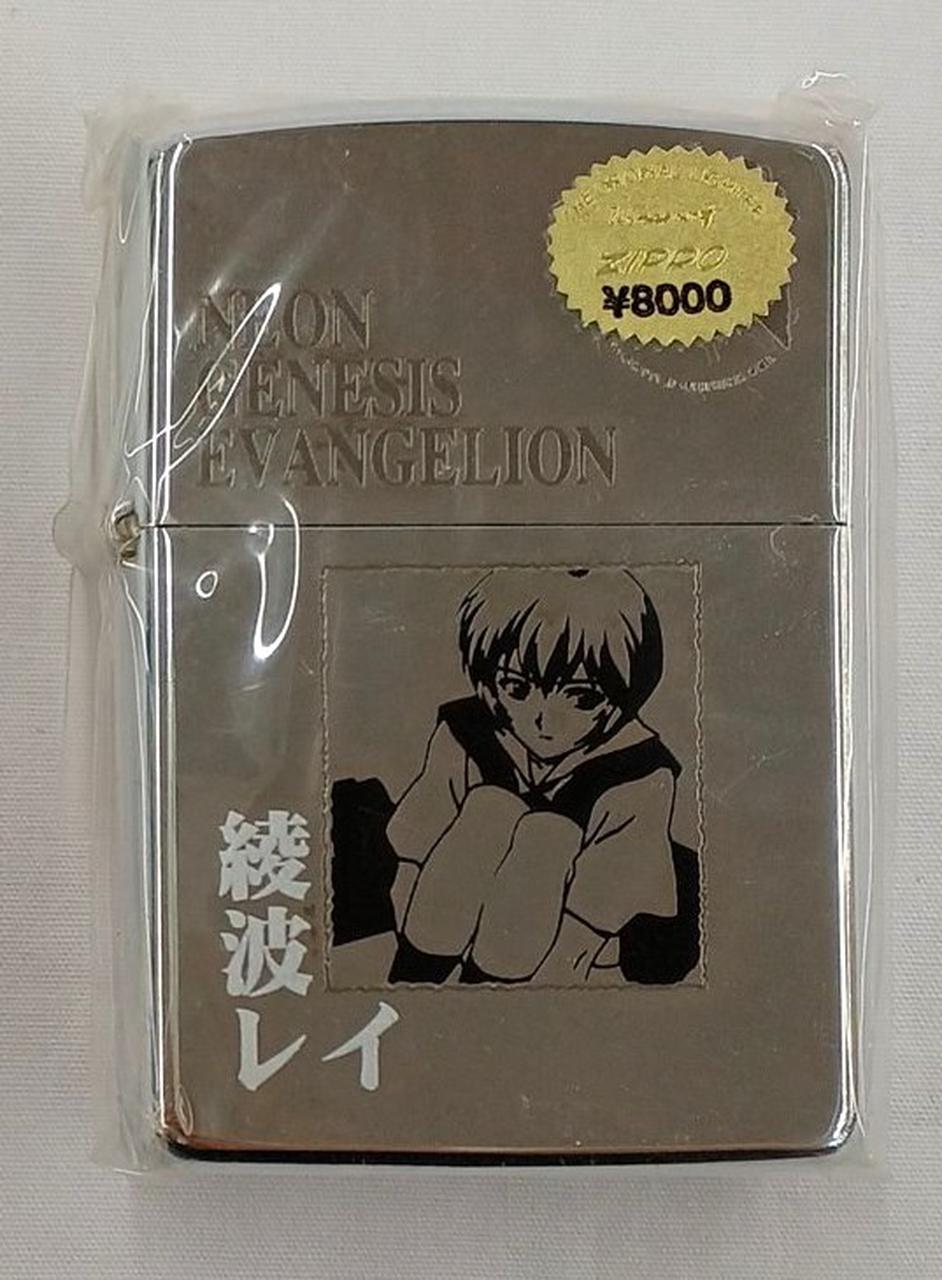 ZIPPO
¥8000
NEON
GENESIS
EVANGELION
綾
波
レイ